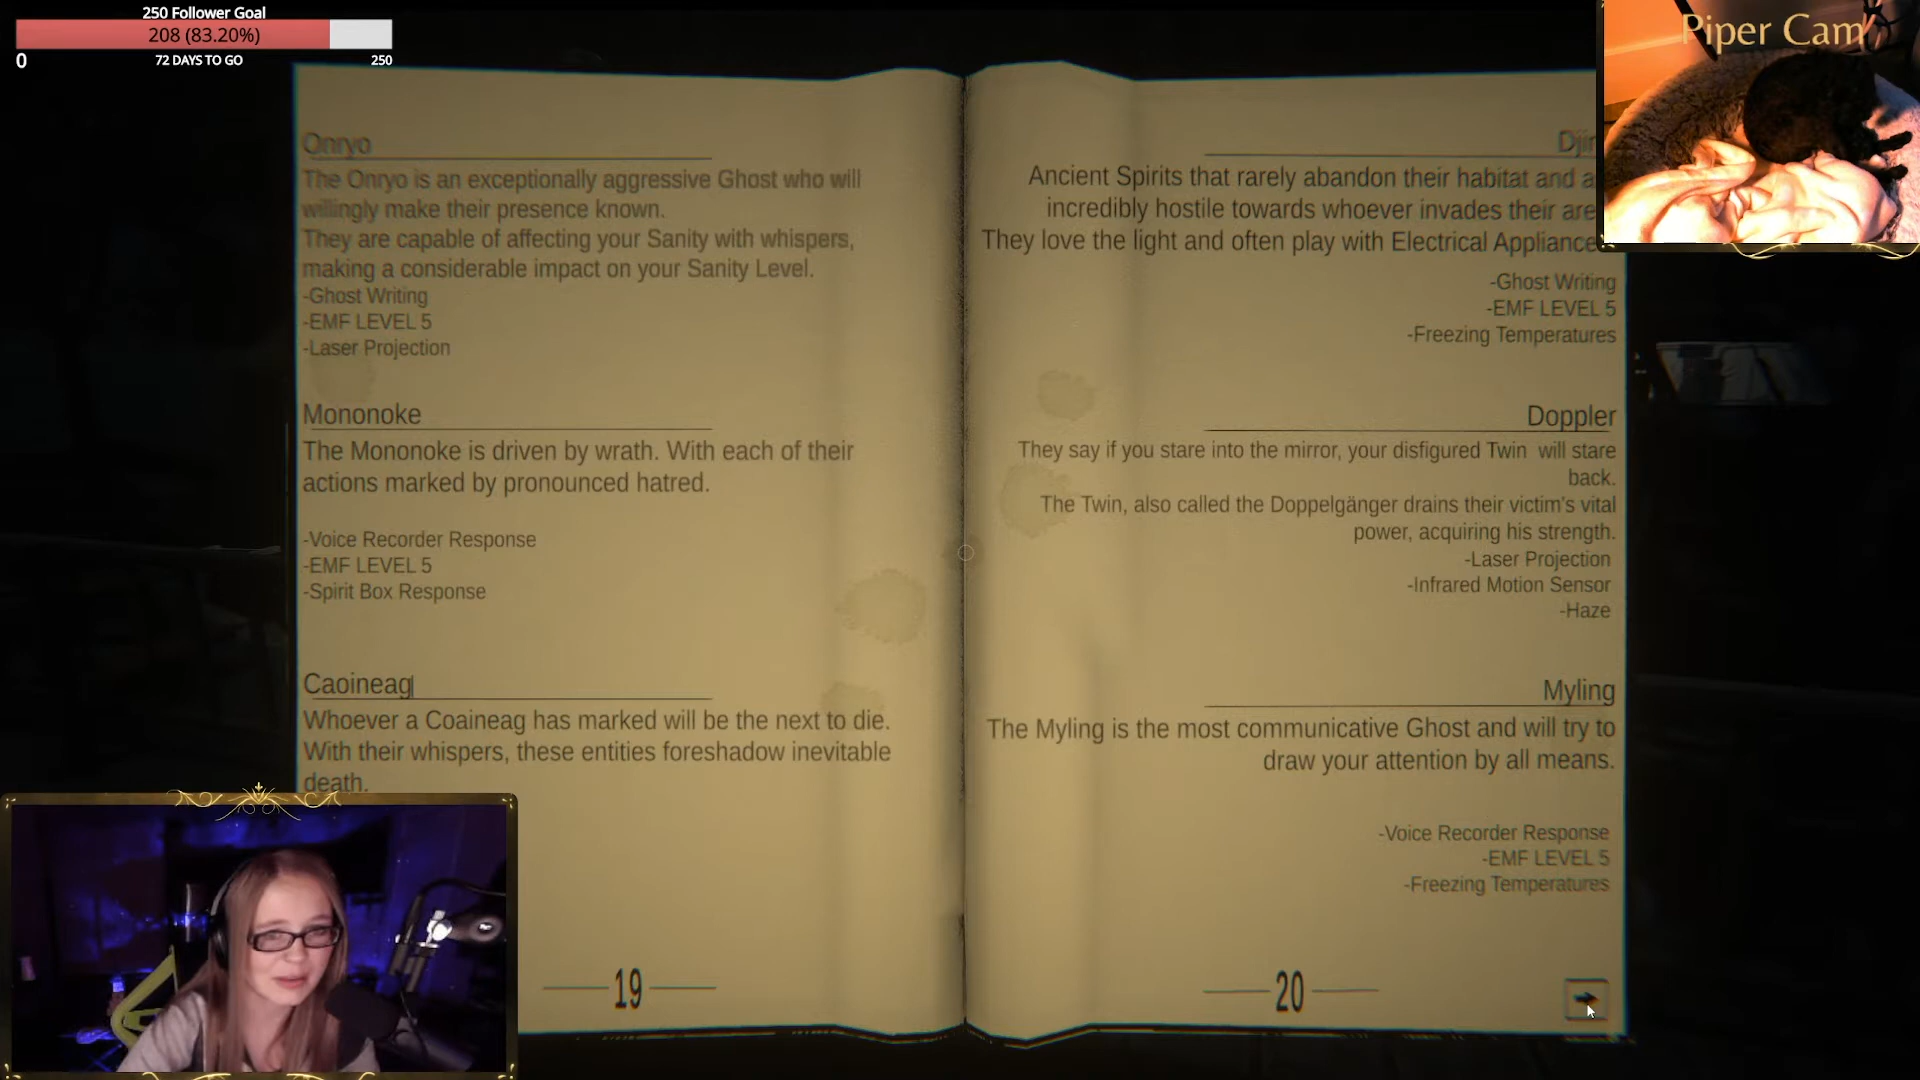 250 Follower Goal
208 (83.20%)
0
72 DAYS TO GO
250
Piper Cam
Onryo
The Onryo is an exceptionally aggressive Ghost who will
willingly make their presence known.
They are capable of affecting your Sanity with whispers,
making a considerable impact on your Sanity Level.
-Ghost Writing
-EMF LEVEL 5
-Laser Projection
Mononoke
The Mononoke is driven by wrath. With each of their
actions marked by pronounced hatred.
-Voice Recorder Response
-EMF LEVEL 5
-Spirit Box Response
Caoineag
Whoever a Coaineag has marked will be the next to die.
With their whispers, these entities foreshadow inevitable
death.
19
Ancient Spirits that rarely abandon their habitat and
incredibly hostile towards whoever invades their
They love the light and often play with Electrical
-Ghost Writing
-EMF LEVEL 5
-Freezing Temperatures
Doppler
They say if you stare into the mirror, your disfigured Twin will stare
back.
The Twin, also called the Doppelgänger drains their victim's vital
power, acquiring his strength.
-Laser Projection
-Infrared Motion Sensor
-Haze
Myling
The Myling is the most communicative Ghost and will try to
draw your attention by all means.
-Voice Recorder Response
-EMF LEVEL 5
-Freezing Temperatures
20